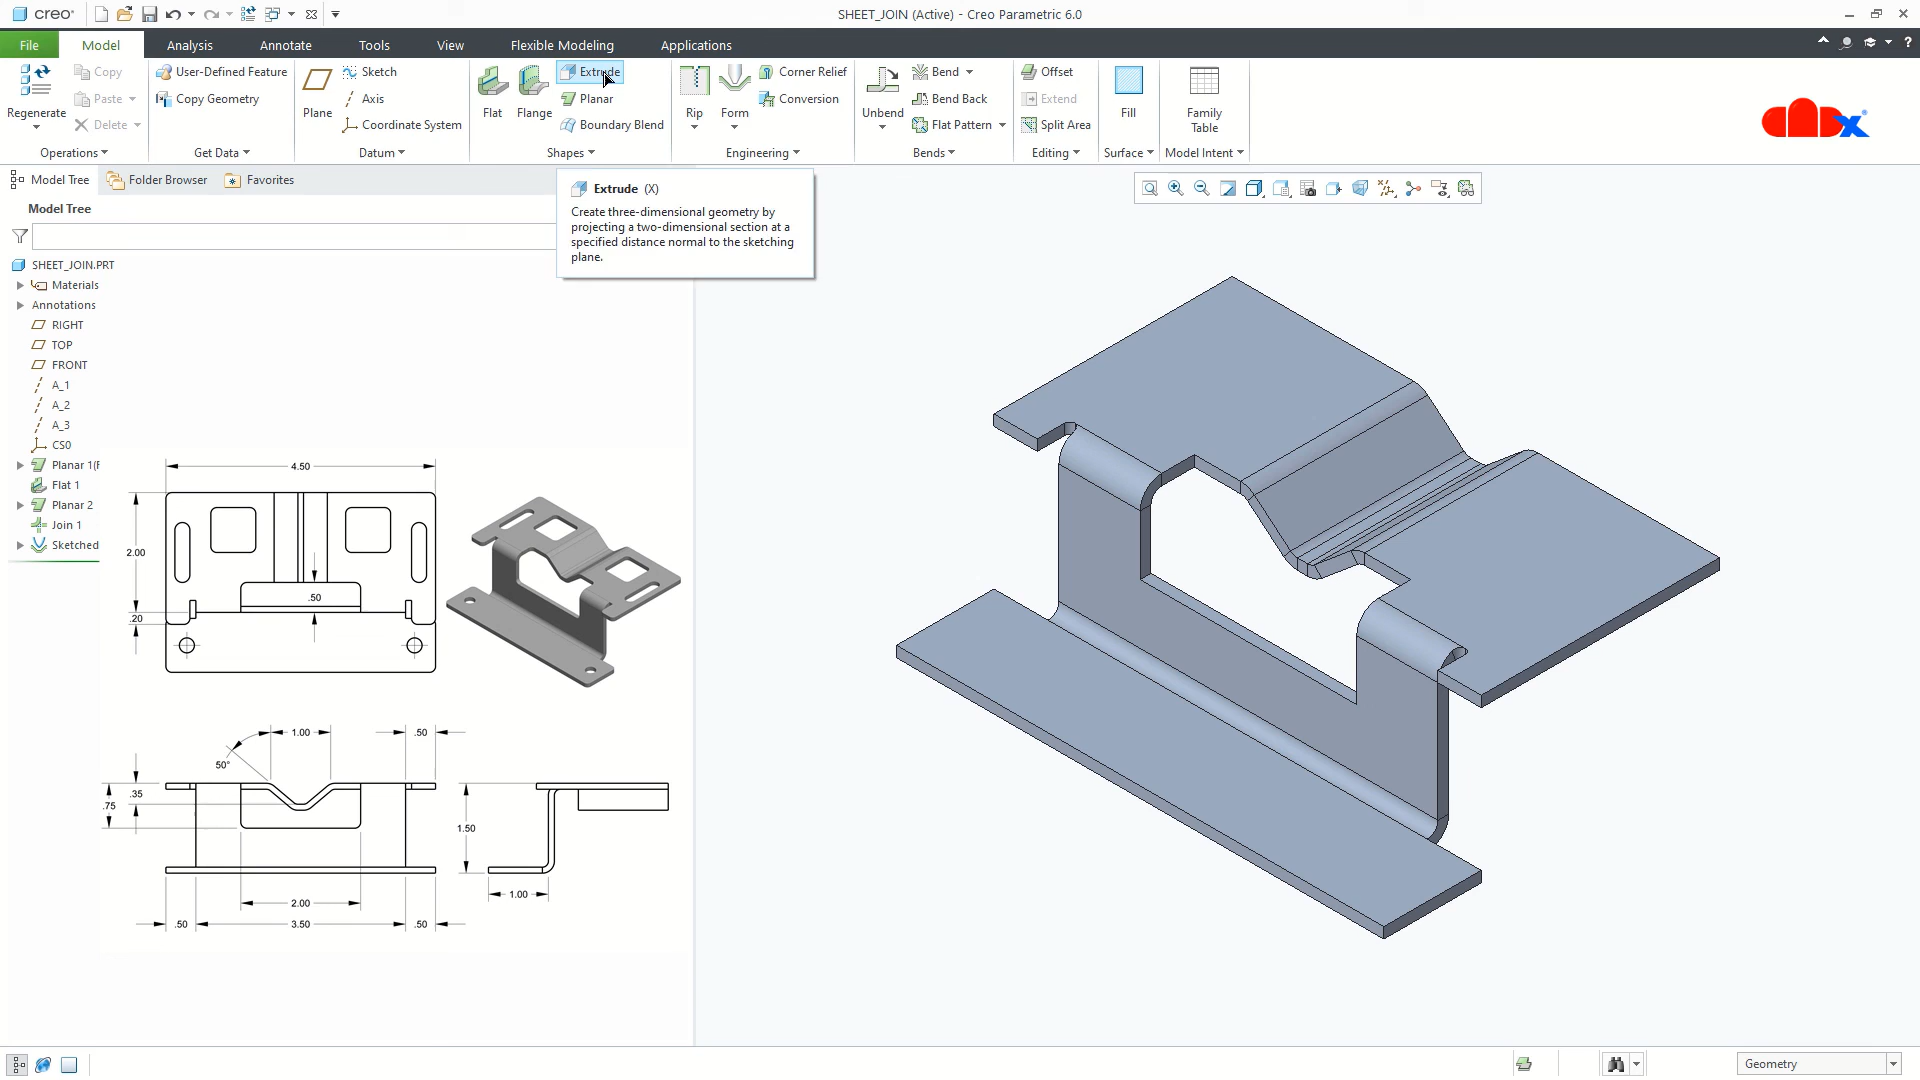 creo
SHEET_JOIN (Active) - Creo Parametric 6.0
File
Model
Analysis
Annotate
Tools
View
Flexible Modeling
Applications
Regenerate
Copy
Paste
Delete
Operations
User-Defined Feature
Copy Geometry
Get Data
Plane
Sketch
Axis
Coordinate System
Datum
Flat
Flange
Extrude
Planar
Boundary Blend
Shapes
Rip
Form
Corner Relief
Conversion
Engineering
Unbend
Bend
Bend Back
Flat Pattern
Bends
Offset
Extend
Split Area
Editing
Fill
Surface
Family
Table
Model Intent
CADx
Model Tree
Folder Browser
Favorites
Model Tree
Extrude (X)
Create three-dimensional geometry by
projecting a two-dimensional section at a
specified distance normal to the sketching
plane.
SHEET_JOIN.PRT
Materials
Annotations
RIGHT
TOP
FRONT
A_1
A_2
A_3
CS0
Planar 1(F
Flat 1
Planar 2
Join 1
Sketched
4.50
2.00
.50
.20
1.00
.50
50°
.35
.75
1.50
1.00
2.00
.50
3.50
.50
Geometry